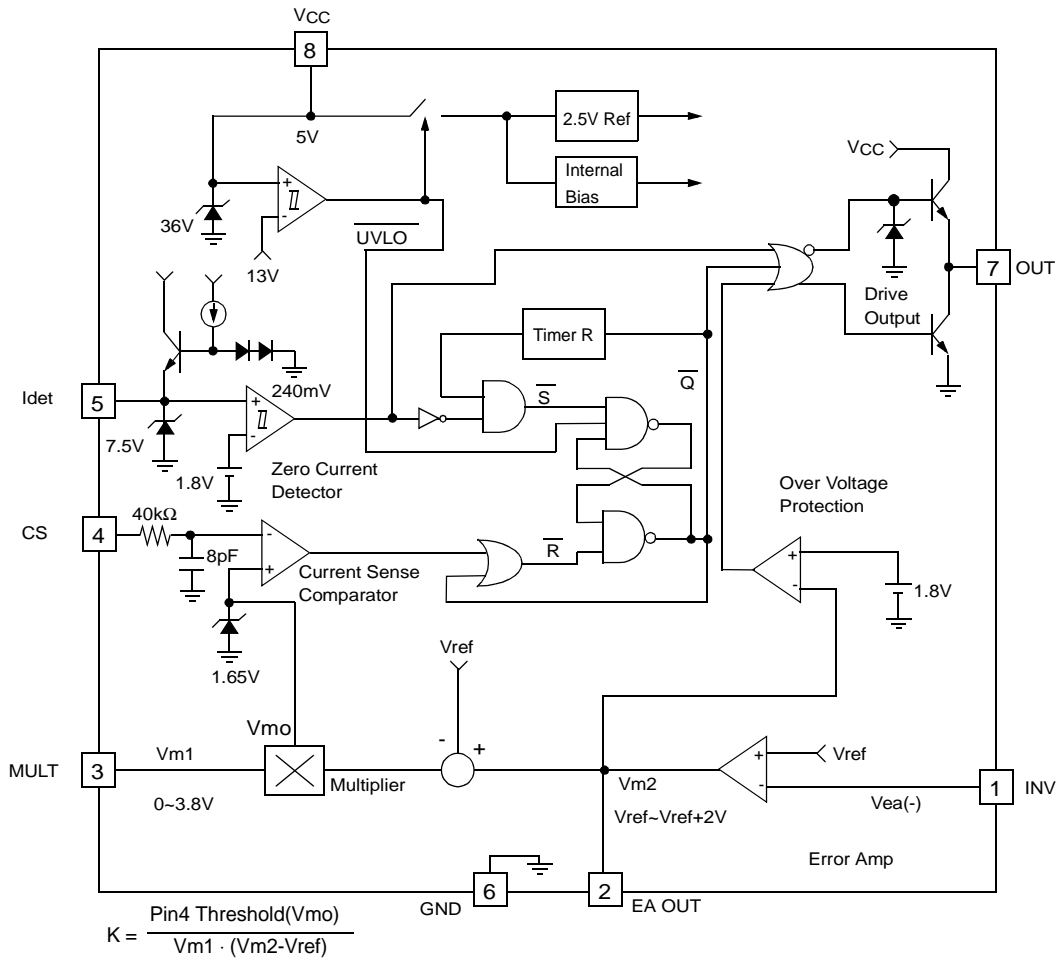 VCC
8
5V
2.5V Ref
Internal
Bias
VCC
+
-
36V
13V
UVLO
7
OUT
Drive
Output
Timer R
Q
240mV
S
Idet
5
+
-
7.5V
1.8V
Zero Current
Detector
Over Voltage
Protection
CS
4
40kΩ
8pF
-
+
Current Sense
Comparator
R
+
-
1.8V
1.65V
Vref
Vmo
-
+
MULT
3
Vm1
0~3.8V
Multiplier
Vm2
Vref~Vref+2V
+
-
Vref
Vea(-)
1
INV
Error Amp
GND
6
2
EA OUT
K = Pin4 Threshold(Vmo)
Vm1 · (Vm2-Vref)